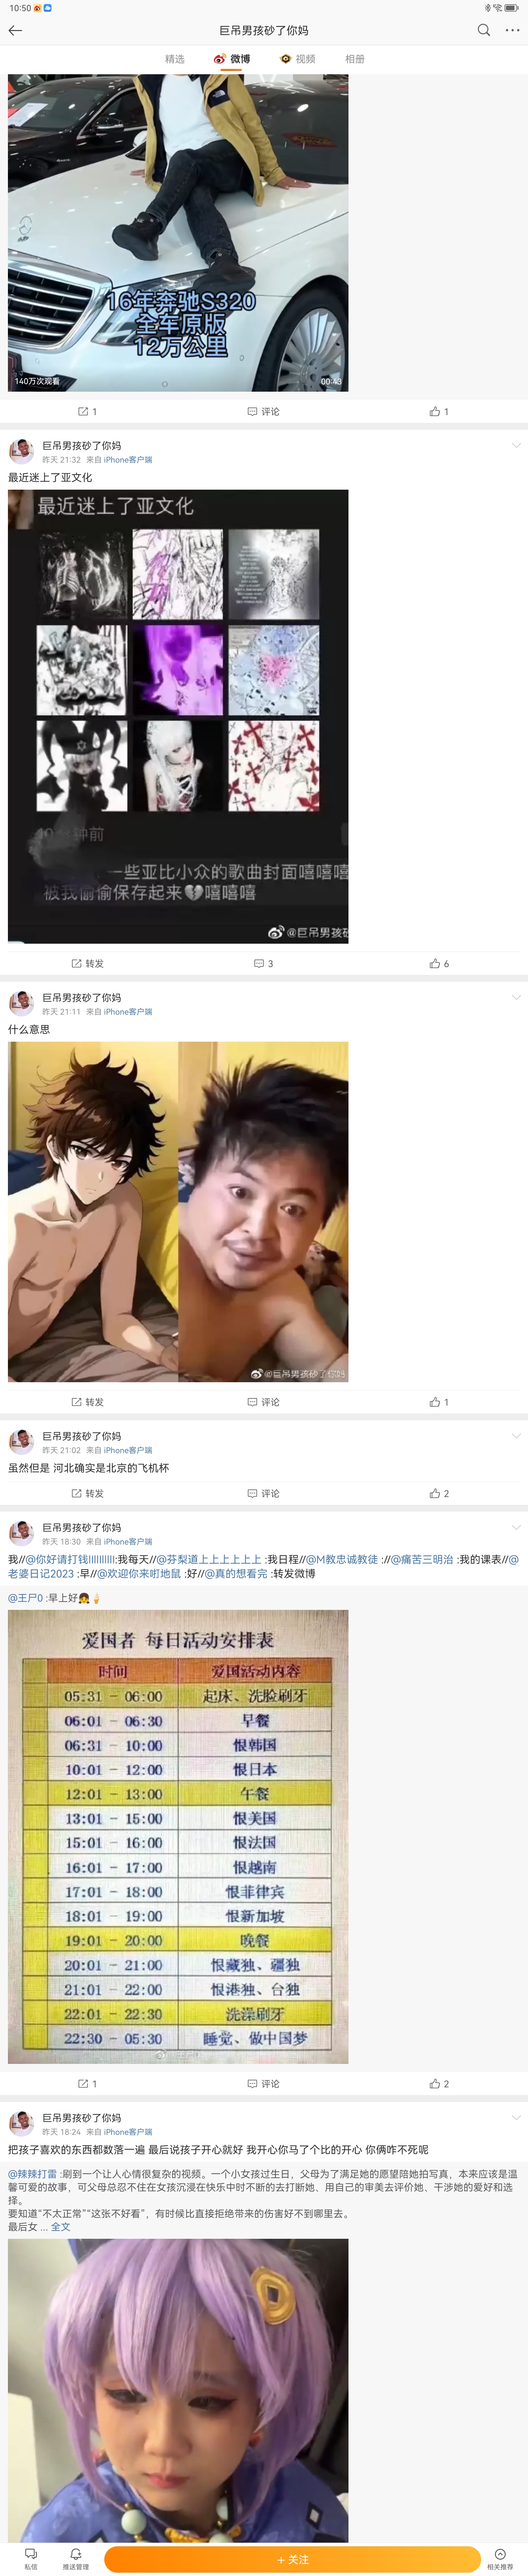 10:50
巨吊男孩砂了你妈
精选
微博
视频
相册
16年奔驰S320
全车原版
12万公里
140万次观看
00:43
1
评论
1
巨吊男孩砂了你妈
昨天 21:32 来自 iPhone客户端
最近迷上了亚文化
最近迷上了亚文化
钟前
一些亚比小众的歌曲封面嘻嘻嘻
被我偷偷保存起来💔嘻嘻嘻
@巨吊男孩砂
转发
3
6
巨吊男孩砂了你妈
昨天 21:11 来自 iPhone客户端
什么意思
@巨吊男孩砂了你妈
转发
评论
1
巨吊男孩砂了你妈
昨天 21:02 来自 iPhone客户端
虽然但是 河北确实是北京的飞机杯
转发
评论
2
巨吊男孩砂了你妈
昨天 18:30 来自 iPhone客户端
我//@你好请打钱llllllllll:我每天//@芬梨道上上上上上上 :我日程//@M教忠诚教徒 ://@痛苦三明治 :我的课表//@
老婆日记2023 :早//@欢迎你来叨地鼠 :好//@真的想看完 :转发微博
@王尸0 :早上好
爱国者 每日活动安排表
时间 爱国活动内容
05:31 - 06:00 起床、洗脸刷牙
06:01 - 06:30 早餐
06:31 - 10:00 恨韩国
10:01 - 12:00 恨日本
12:01 - 13:00 午餐
13:01 - 15:00 恨美国
15:01 - 16:00 恨法国
16:01 - 17:00 恨越南
17:01 - 18:00 恨菲律宾
18:01 - 19:00 恨新加坡
19:01 - 20:00 晚餐
20:01 - 21:00 恨藏独、疆独
21:01 - 22:00 恨港独、台独
22:01 - 22:30 洗澡刷牙
22:30 - 05:30 睡觉、做中国梦
1
评论
2
巨吊男孩砂了你妈
昨天 18:24 来自 iPhone客户端
把孩子喜欢的东西都数落一遍 最后说孩子开心就好 我开心你马了个比的开心 你俩咋不死呢
@辣辣打雷 :刷到一个让人心情很复杂的视频。一个小女孩过生日，父母为了满足她的愿望陪她拍写真，本来应该是温
馨可爱的故事，可父母总忍不住在女孩沉浸在快乐中时不断的去打断她、用自己的审美去评价她、干涉她的爱好和选
择。
要知道“不太正常”“这张不好看”，有时候比直接拒绝带来的伤害好不到哪里去。
最后女 ... 全文
私信
推送管理
+ 关注
相关推荐